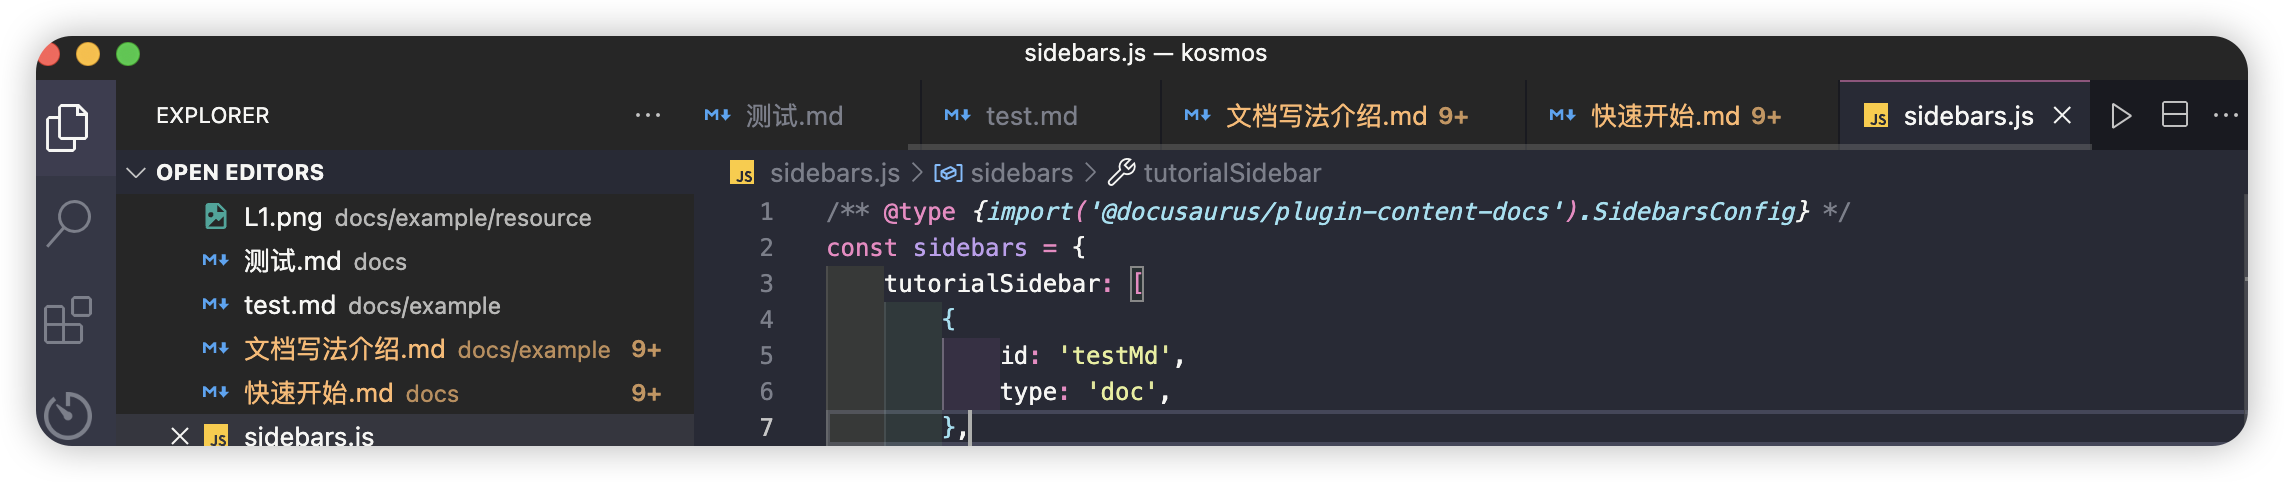 sidebars.js — kosmos
EXPLORER
测试.md
test.md
文档写法介绍.md 9+
快速开始.md 9+
JS sidebars.js
OPEN EDITORS
L1.png docs/example/resource
测试.md docs
test.md docs/example
文档写法介绍.md docs/example 9+
快速开始.md docs 9+
JS sidebars.js
JS sidebars.js > sidebars > tutorialSidebar
1 /** @type {import('@docusaurus/plugin-content-docs').SidebarsConfig} */
2 const sidebars = {
3 tutorialSidebar: [
4 {
5 id: 'testMd',
6 type: 'doc',
7 },